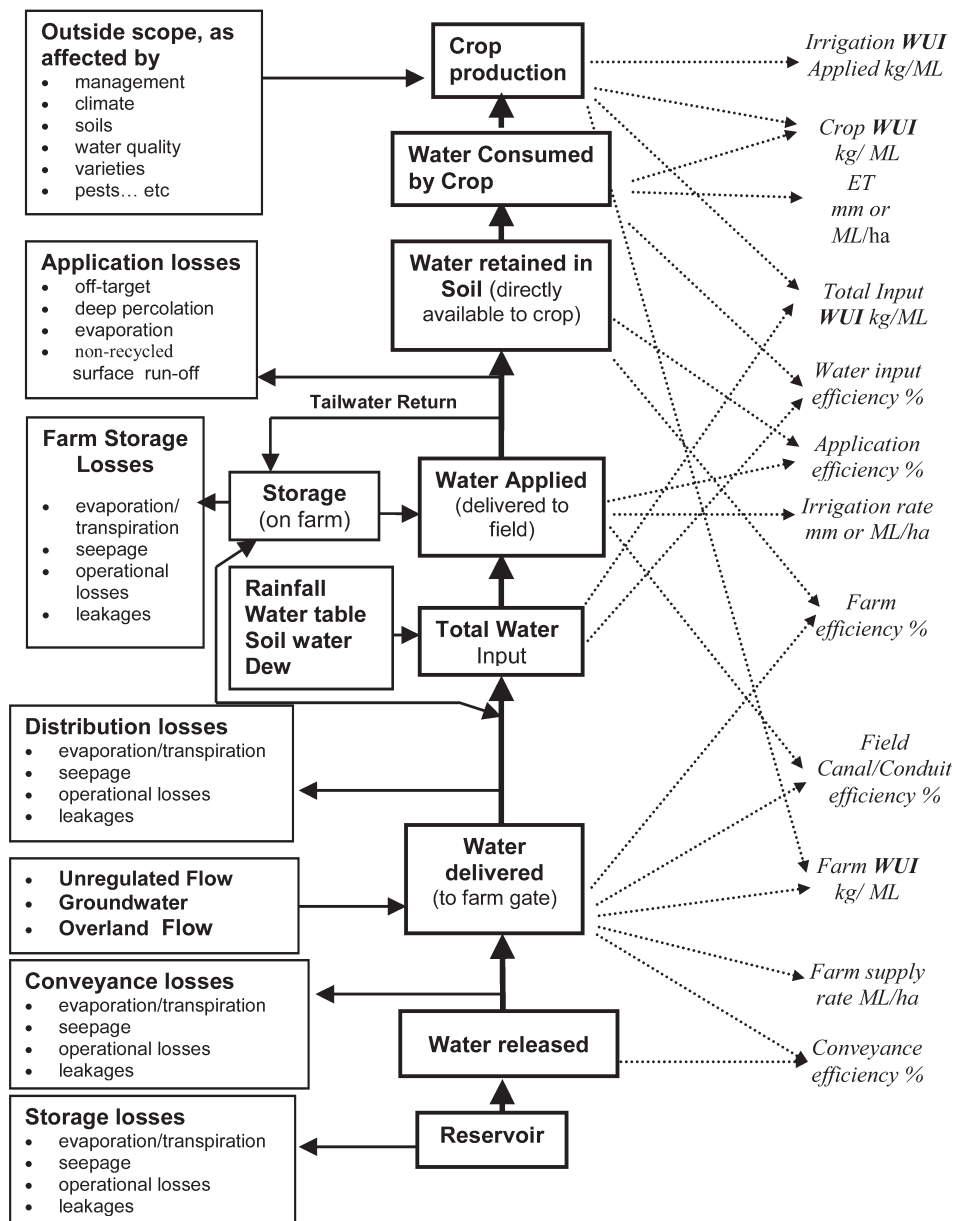 Outside scope, as
affected by
• management
• climate
• soils
• water quality
• varieties
• pests… etc
Crop
production
Irrigation WUI
Applied kg/ML
Crop WUI
kg/ ML
ET
mm or
ML/ha
Water Consumed
by Crop
Application losses
• off-target
• deep percolation
• evaporation
• non-recycled
surface run-off
Water retained in
Soil (directly
available to crop)
Total Input
WUI kg/ML
Water input
efficiency %
Tailwater Return
Farm Storage
Losses
• evaporation/
transpiration
• seepage
• operational
losses
• leakages
Storage
(on farm)
Water Applied
(delivered to
field)
Application
efficiency %
Irrigation rate
mm or ML/ha
Rainfall
Water table
Soil water
Dew
Total Water
Input
Farm
efficiency %
Distribution losses
• evaporation/transpiration
• seepage
• operational losses
• leakages
Field
Canal/Conduit
efficiency %
Water
delivered
(to farm gate)
Farm WUI
kg/ ML
• Unregulated Flow
• Groundwater
• Overland Flow
Farm supply
rate ML/ha
Conveyance losses
• evaporation/transpiration
• seepage
• operational losses
• leakages
Water released
Conveyance
efficiency %
Storage losses
• evaporation/transpiration
• seepage
• operational losses
• leakages
Reservoir